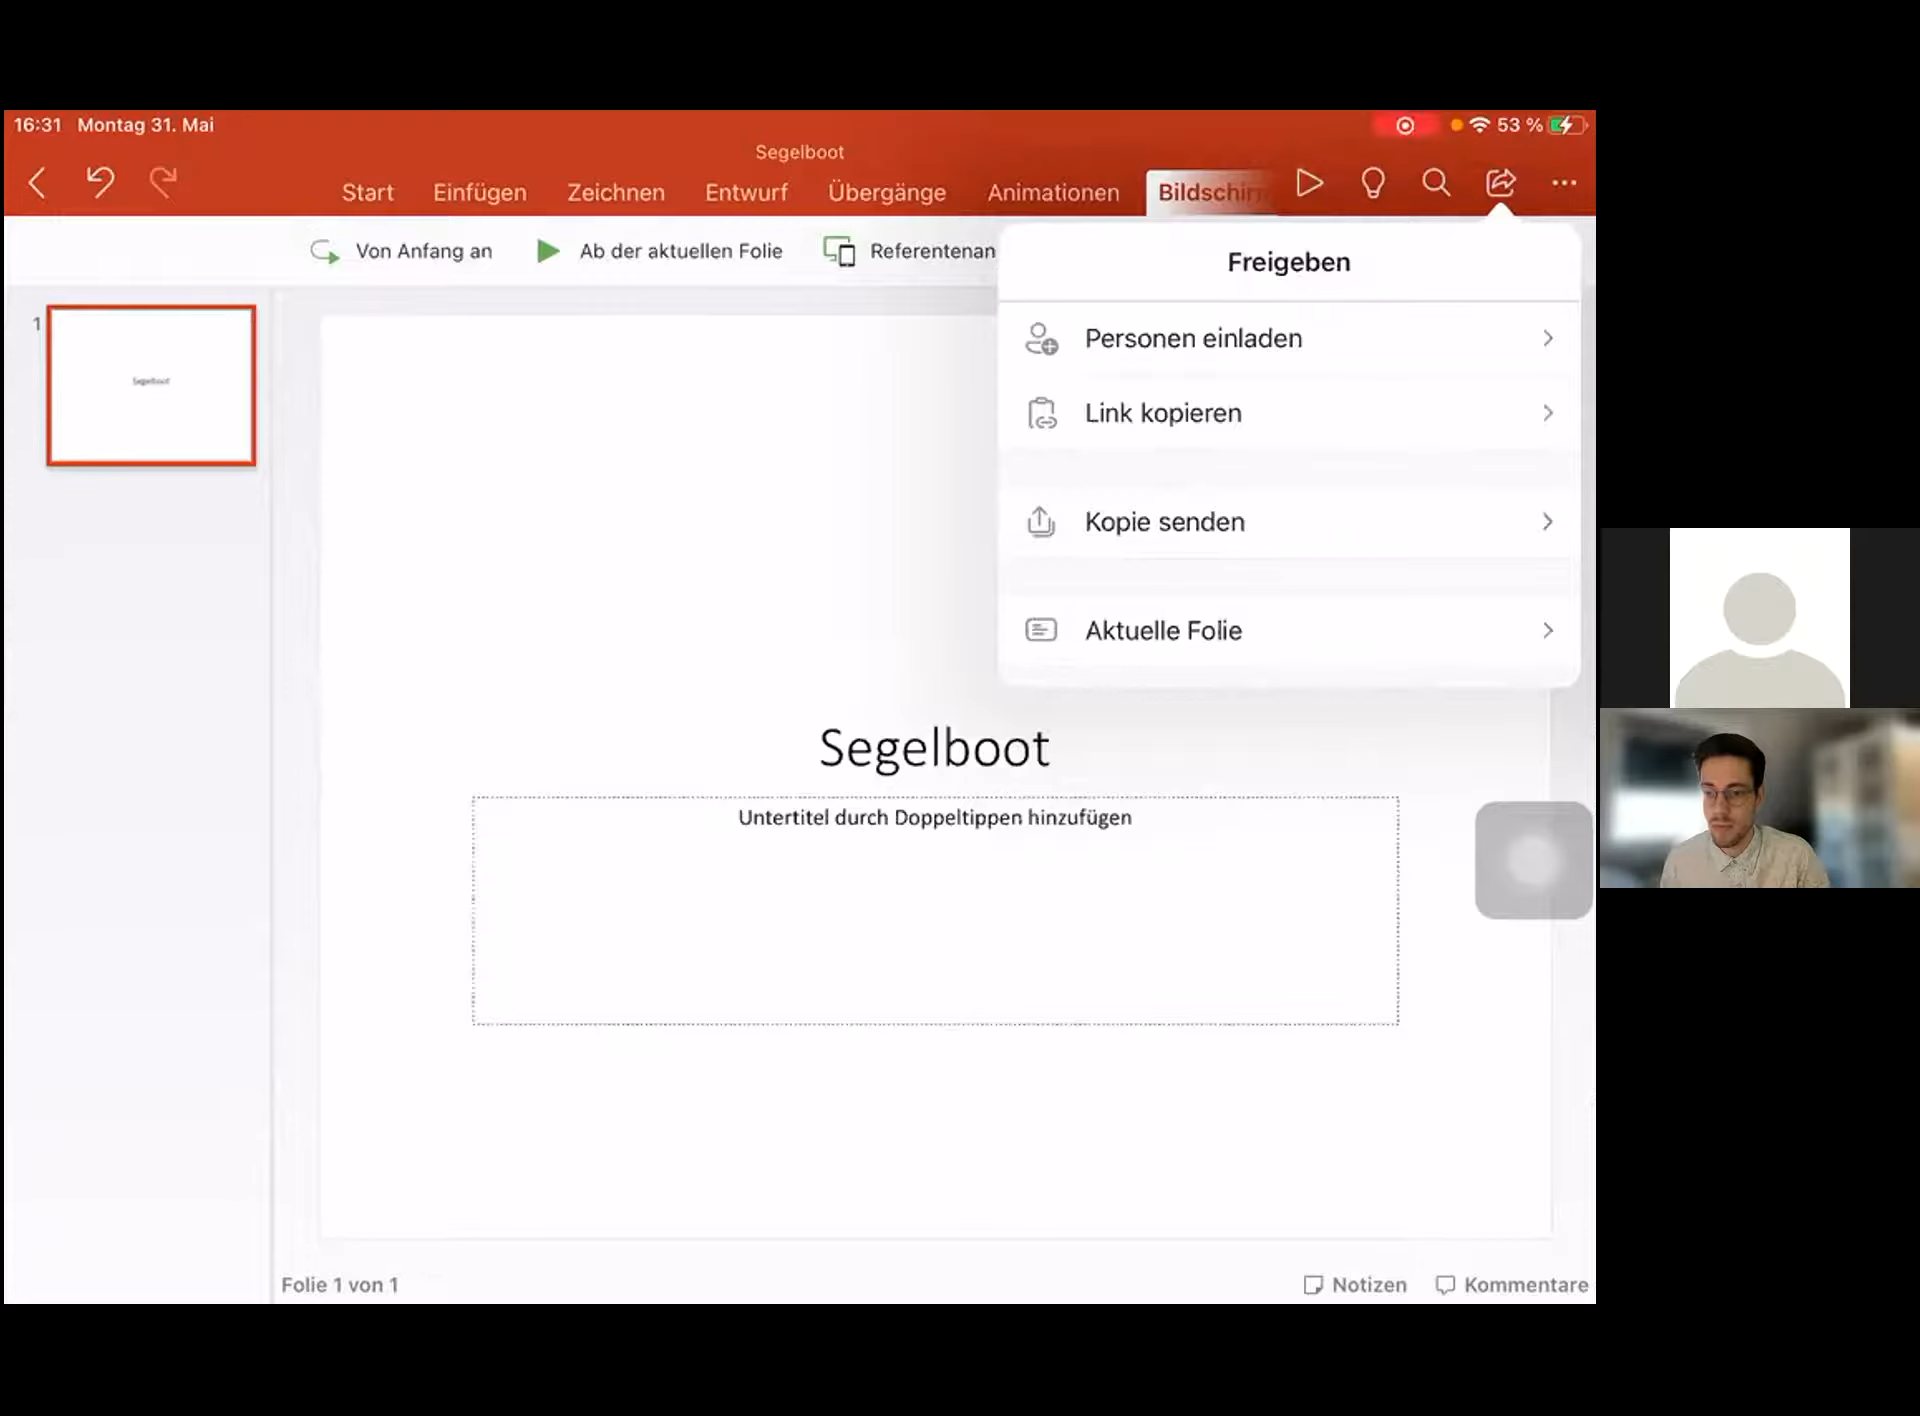 16:31 Montag 31. Mai
53 %
Segelboot
Start Einfügen Zeichnen Entwurf Übergänge Animationen Bildschirm
Von Anfang an Ab der aktuellen Folie Referentenan
Freigeben
1
Segelboot
Personen einladen
Link kopieren
Kopie senden
Aktuelle Folie
Segelboot
Untertitel durch Doppeltippen hinzufügen
Folie 1 von 1
Notizen Kommentare